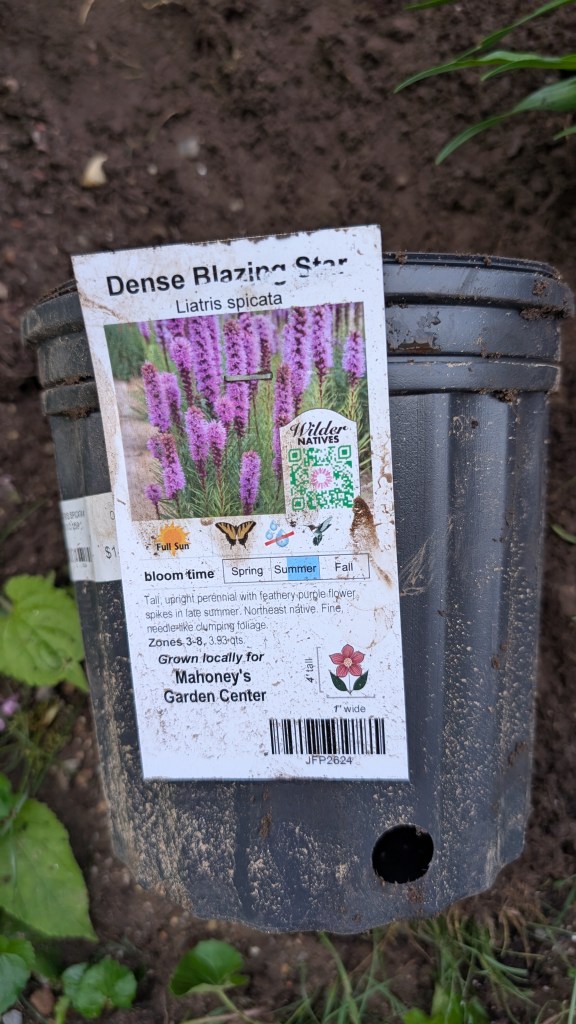 Dense Blazing Star
Liatris spicata
Wilder
NATIVES
Full Sun
bloom time Spring Summer Fall
Tall, upright perennial with feathery purple flower
spikes in late summer. Northeast native. Fine,
needle-like clumping foliage.
Zones 3-8, 3.93 qts.
Grown locally for
Mahoney's
Garden Center
4' tall
1" wide
JFP2624